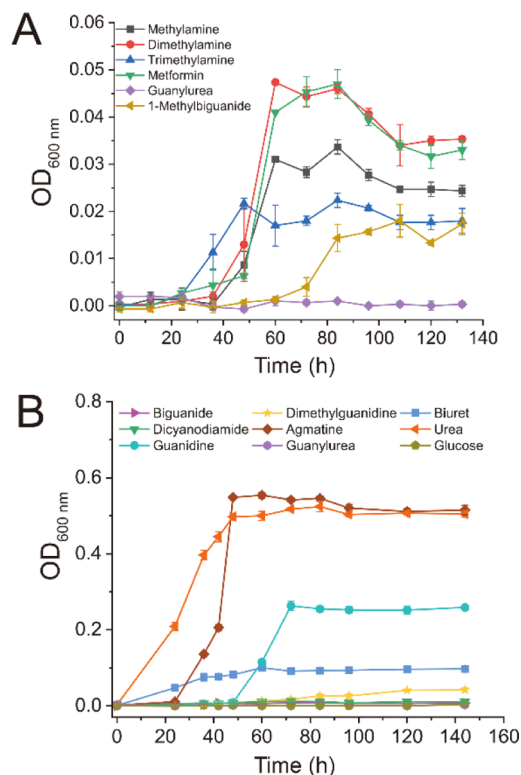 A
0.06
0.05
0.04
0.03
0.02
0.01
0.00
OD600 nm
Methylamine
Dimethylamine
Trimethylamine
Metformin
Guanylurea
1-Methylbiguanide
0 20 40 60 80 100 120 140
Time (h)
B
0.8
0.6
0.4
0.2
0.0
OD600 nm
Biguanide Dimethylguanidine Biuret
Dicyanodiamide Agmatine Urea
Guanidine Guanylurea Glucose
0 20 40 60 80 100 120 140 160
Time (h)